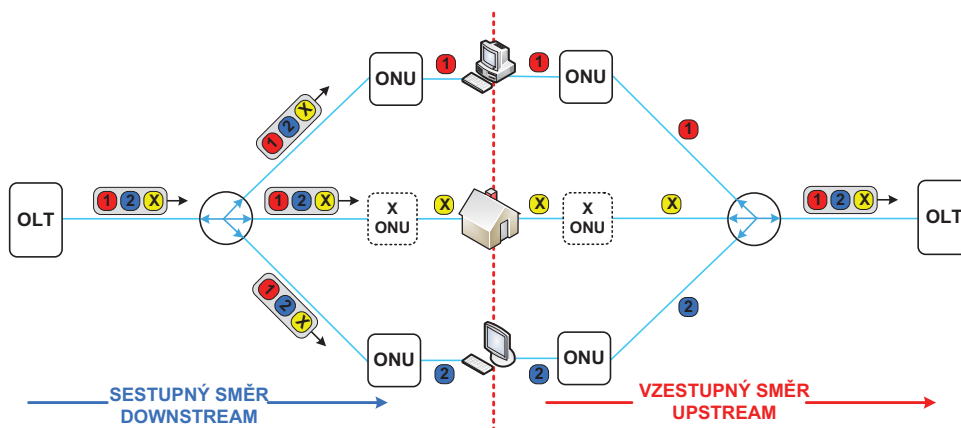 1 ONU 1 1 ONU
1 2 X
1
OLT
1 2 X
1 2 X
X
ONU
X X
X
ONU
X
1 2 X
OLT
1 2 X
2
ONU 2 2 ONU
SESTUPNÝ SMĚR
DOWNSTREAM
VZESTUPNÝ SMĚR
UPSTREAM